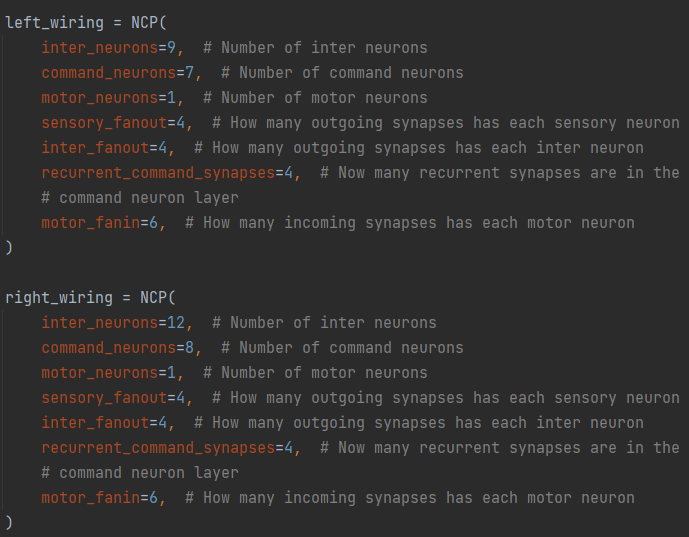 left_wiring = NCP(
    inter_neurons=9,  # Number of inter neurons
    command_neurons=7,  # Number of command neurons
    motor_neurons=1,  # Number of motor neurons
    sensory_fanout=4,  # How many outgoing synapses has each sensory neuron
    inter_fanout=4,  # How many outgoing synapses has each inter neuron
    recurrent_command_synapses=4,  # Now many recurrent synapses are in the
    # command neuron layer
    motor_fanin=6,  # How many incoming synapses has each motor neuron
)

right_wiring = NCP(
    inter_neurons=12,  # Number of inter neurons
    command_neurons=8,  # Number of command neurons
    motor_neurons=1,  # Number of motor neurons
    sensory_fanout=4,  # How many outgoing synapses has each sensory neuron
    inter_fanout=4,  # How many outgoing synapses has each inter neuron
    recurrent_command_synapses=4,  # Now many recurrent synapses are in the
    # command neuron layer
    motor_fanin=6,  # How many incoming synapses has each motor neuron
)